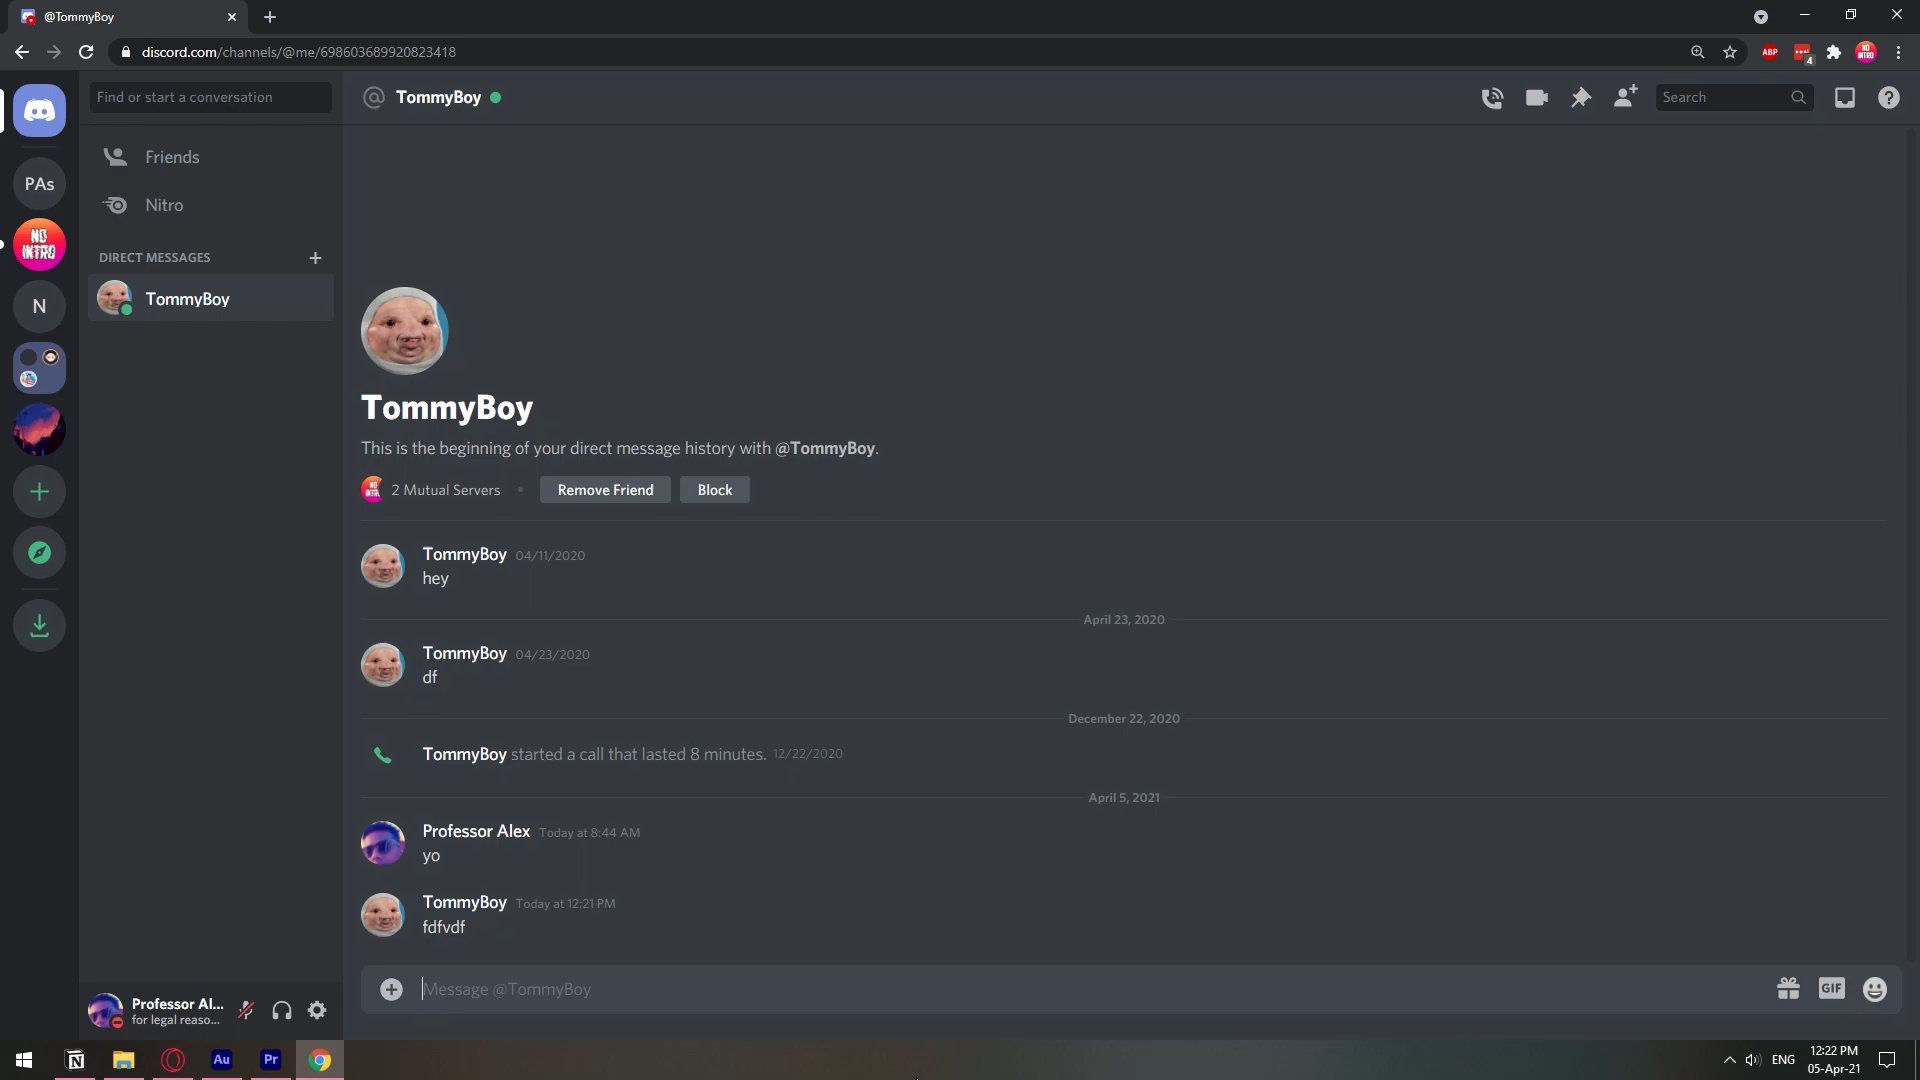 @TommyBoy
discord.com/channels/@me/698603689920823418
ABP
4
NO INTRO
Find or start a conversation
TommyBoy
Search
PAs
Friends
NO
INTRO
Nitro
DIRECT MESSAGES
N
TommyBoy
TommyBoy
This is the beginning of your direct message history with @TommyBoy.
2 Mutual Servers
Remove Friend
Block
TommyBoy 04/11/2020
hey
April 23, 2020
TommyBoy 04/23/2020
df
December 22, 2020
TommyBoy started a call that lasted 8 minutes. 12/22/2020
April 5, 2021
Professor Alex Today at 8:44 AM
yo
TommyBoy Today at 12:21 PM
fdfvdf
Message @TommyBoy
GIF
Professor Al...
for legal reaso...
N
Au
Pr
ENG
12:22 PM
05-Apr-21